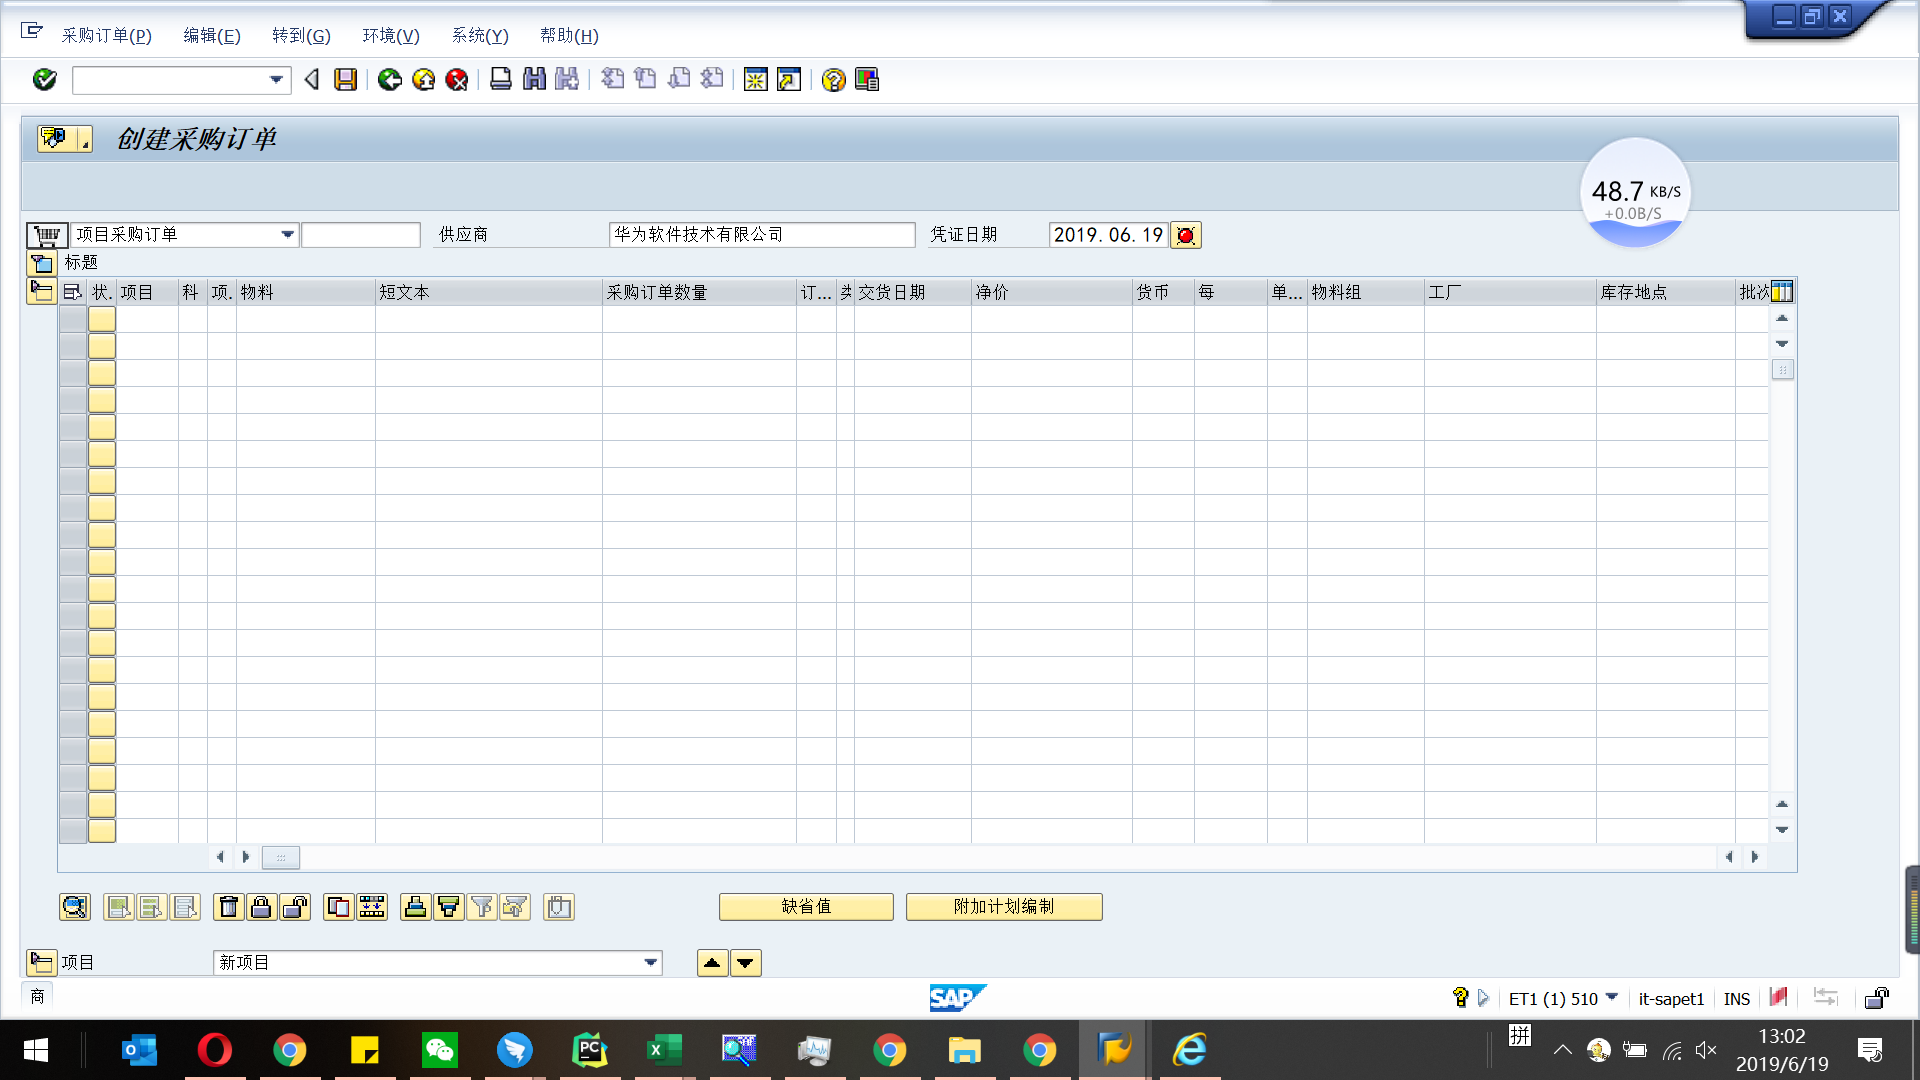 采购订单(P) 编辑(E) 转到(G) 环境(V) 系统(Y) 帮助(H)
创建采购订单
48.7 KB/S
+0.0B/S
项目采购订单 供应商 华为软件技术有限公司 凭证日期 2019.06.19
标题
状. 项目 科 项. 物料 短文本 采购订单数量 订... 交货日期 净价 货币 每 单... 物料组 工厂 库存地点 批次
缺省值 附加计划编制
项目 新项目
商 SAP ET1 (1) 510 it-sapet1 INS
拼 13:02
2019/6/19